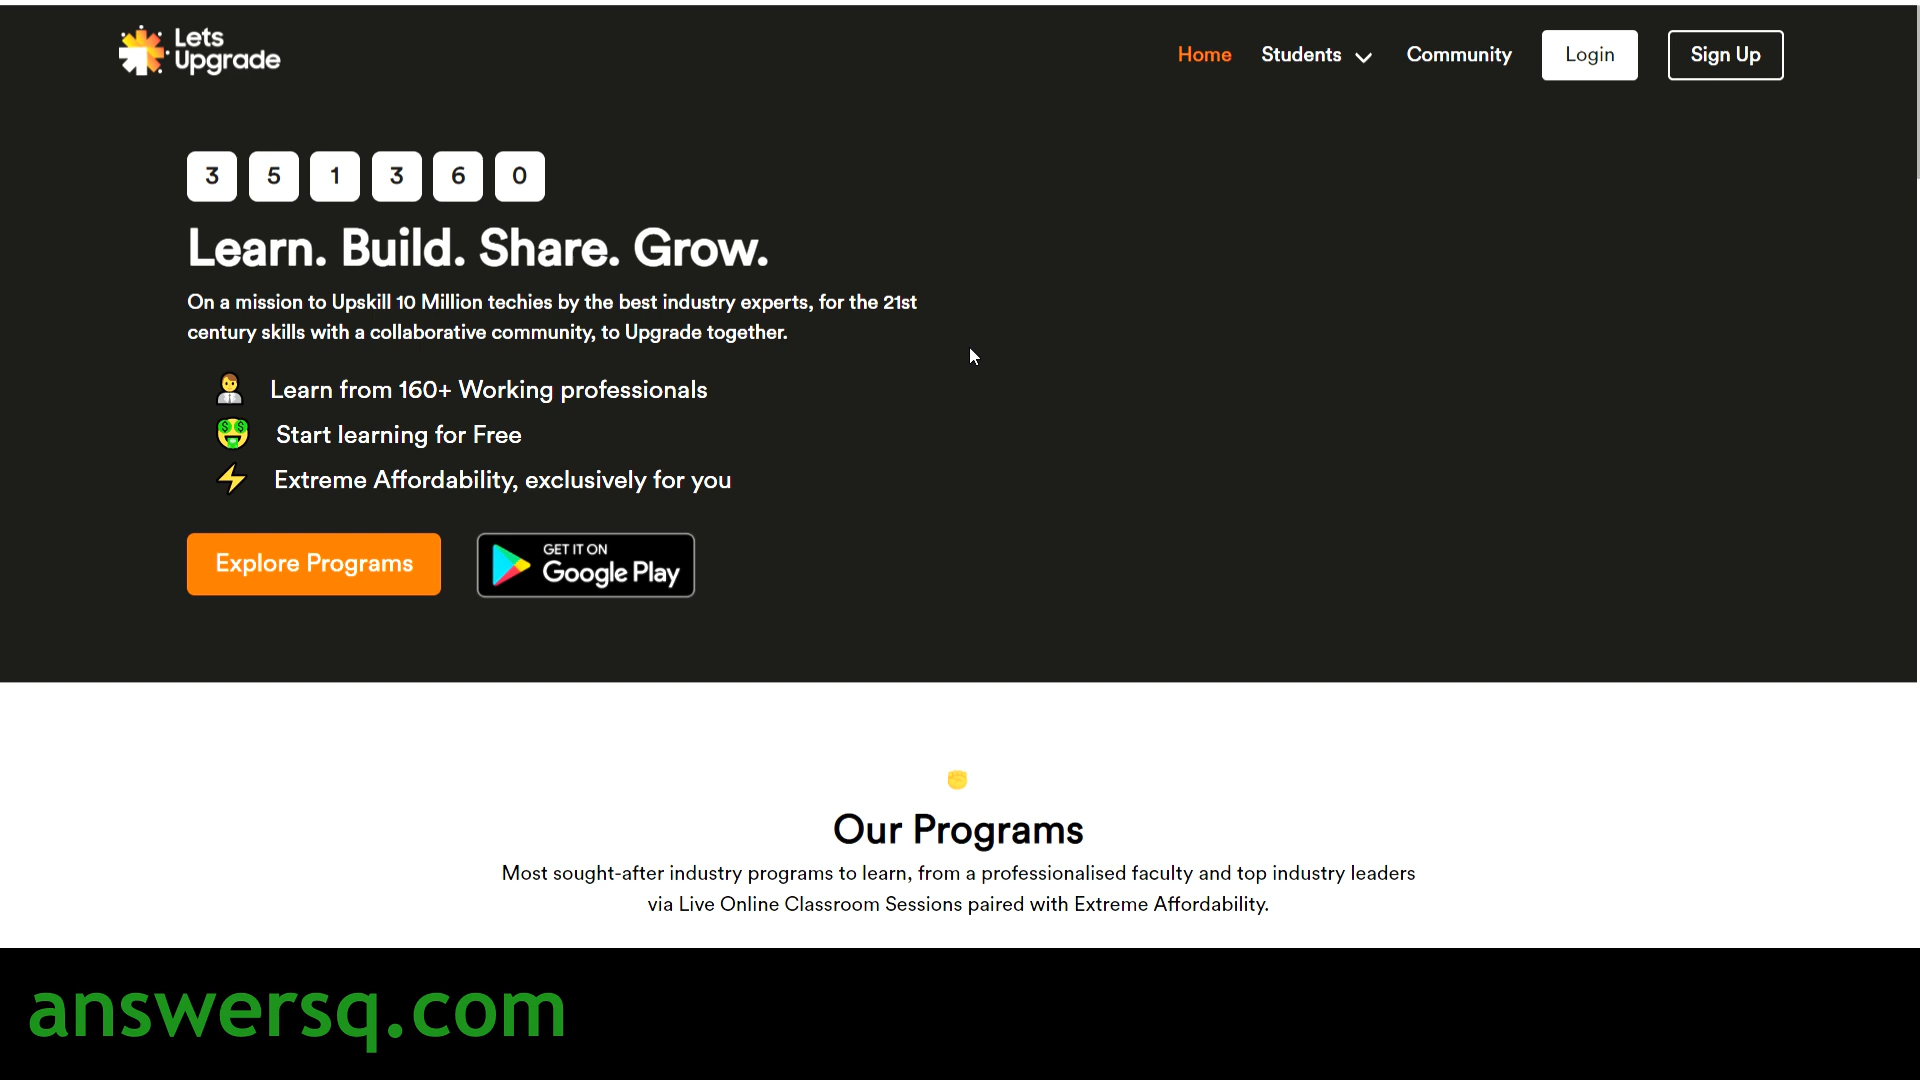 Lets
Upgrade
Home Students Community Login Sign Up
3 5 1 3 6 0
Learn. Build. Share. Grow.
On a mission to Upskill 10 Million techies by the best industry experts, for the 21st
century skills with a collaborative community, to Upgrade together.
Learn from 160+ Working professionals
Start learning for Free
Extreme Affordability, exclusively for you
Explore Programs
GET IT ON
Google Play
Our Programs
Most sought-after industry programs to learn, from a professionalised faculty and top industry leaders
via Live Online Classroom Sessions paired with Extreme Affordability.
answersq.com